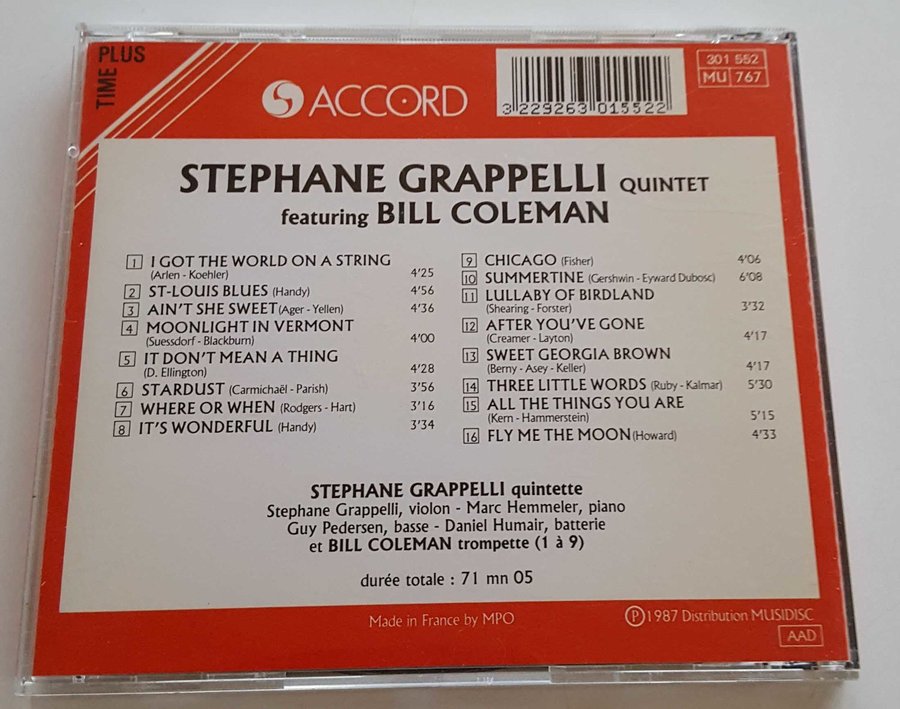 TIME PLUS
ACCORD
3 229263 015522
301 552
MU 767
STEPHANE GRAPPELLI QUINTET
featuring BILL COLEMAN
1 I GOT THE WORLD ON A STRING
(Arlen - Koehler) 4'25
2 ST-LOUIS BLUES (Handy) 4'56
3 AIN'T SHE SWEET (Ager - Yellen) 4'36
4 MOONLIGHT IN VERMONT
(Suessdorf - Blackburn) 4'00
5 IT DON'T MEAN A THING
(D. Ellington) 4'28
6 STARDUST (Carmichaël - Parish) 3'56
7 WHERE OR WHEN (Rodgers - Hart) 3'16
8 IT'S WONDERFUL (Handy) 3'34
9 CHICAGO (Fisher) 4'06
10 SUMMERTINE (Gershwin - Eyward Dubosc) 6'08
11 LULLABY OF BIRDLAND
(Shearing - Forster) 3'32
12 AFTER YOU'VE GONE
(Creamer - Layton) 4'17
13 SWEET GEORGIA BROWN
(Berny - Asey - Keller) 4'17
14 THREE LITTLE WORDS (Ruby - Kalmar) 5'30
15 ALL THE THINGS YOU ARE
(Kern - Hammerstein) 5'15
16 FLY ME THE MOON (Howard) 4'33
STEPHANE GRAPPELLI quintette
Stephane Grappelli, violon - Marc Hemmeler, piano
Guy Pedersen, basse - Daniel Humair, batterie
et BILL COLEMAN trompette (1 à 9)
durée totale : 71 mn 05
Made in France by MPO
Ⓟ 1987 Distribution MUSIDISC
AAD